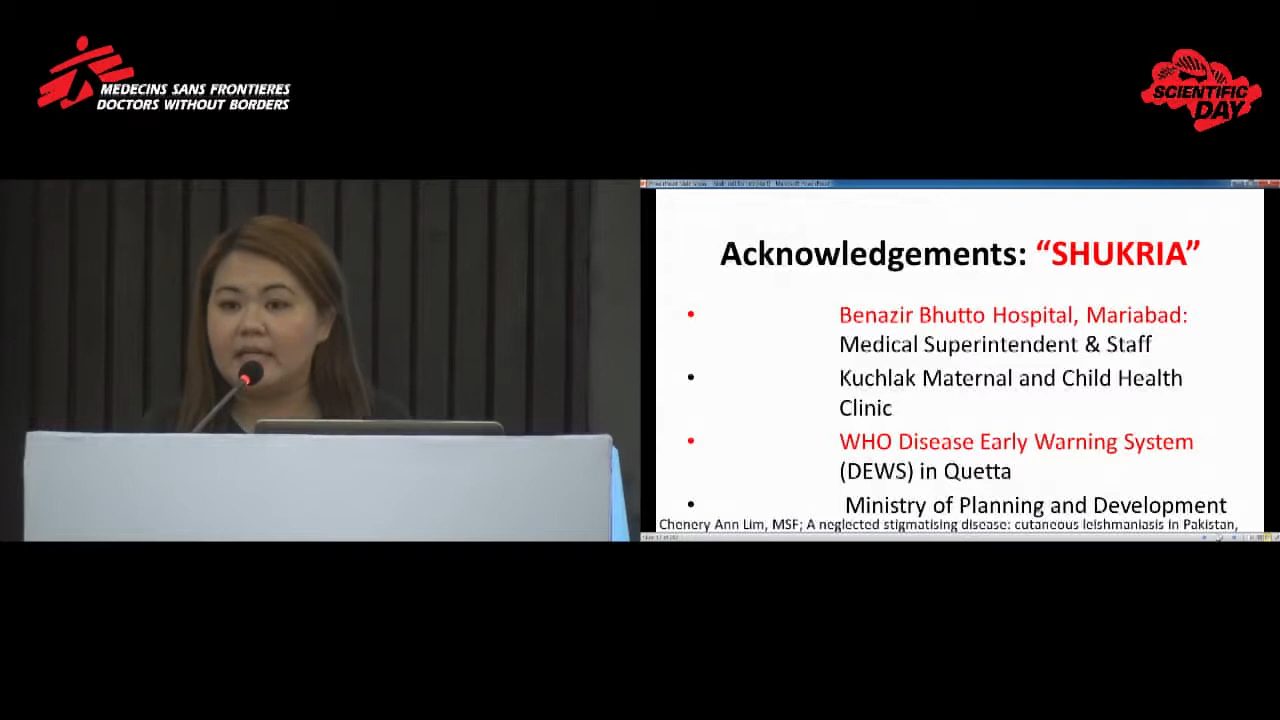 MEDECINS SANS FRONTIERES
DOCTORS WITHOUT BORDERS
SCIENTIFIC
DAY
Acknowledgements: “SHUKRIA”
• Benazir Bhutto Hospital, Mariabad:
Medical Superintendent & Staff
• Kuchlak Maternal and Child Health
Clinic
• WHO Disease Early Warning System
(DEWS) in Quetta
• Ministry of Planning and Development
Chenery Ann Lim, MSF; A neglected stigmatising disease: cutaneous leishmaniasis in Pakistan,